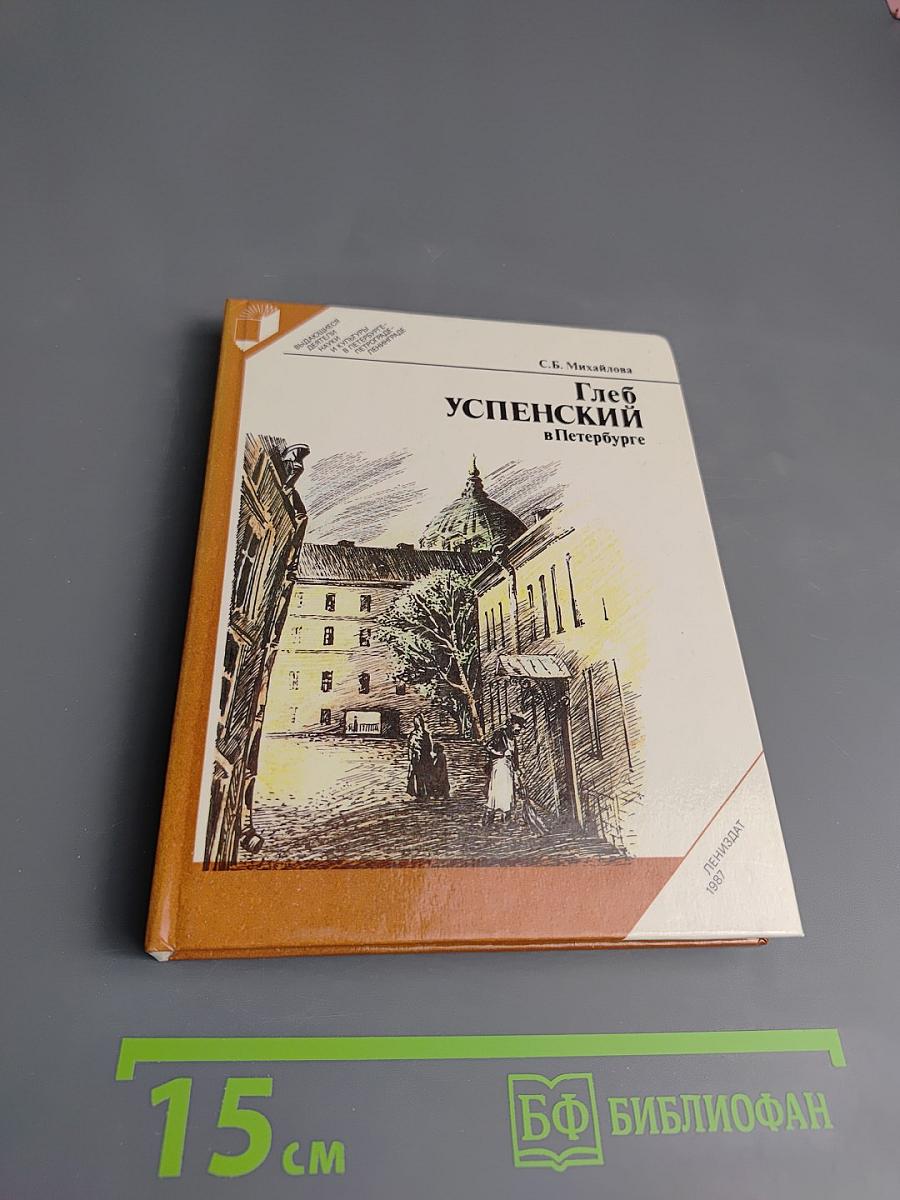 ВЫДАЮЩИЕСЯ
ДЕЯТЕЛИ
НАУКИ
И КУЛЬТУРЫ
В ПЕТЕРБУРГЕ-
ПЕТРОГРАДЕ-
ЛЕНИНГРАДЕ
С.Б. Михайлова
Глеб
УСПЕНСКИЙ
в Петербурге
ЛЕНИЗДАТ
1987
15 см
БФ БИБЛИОФАН